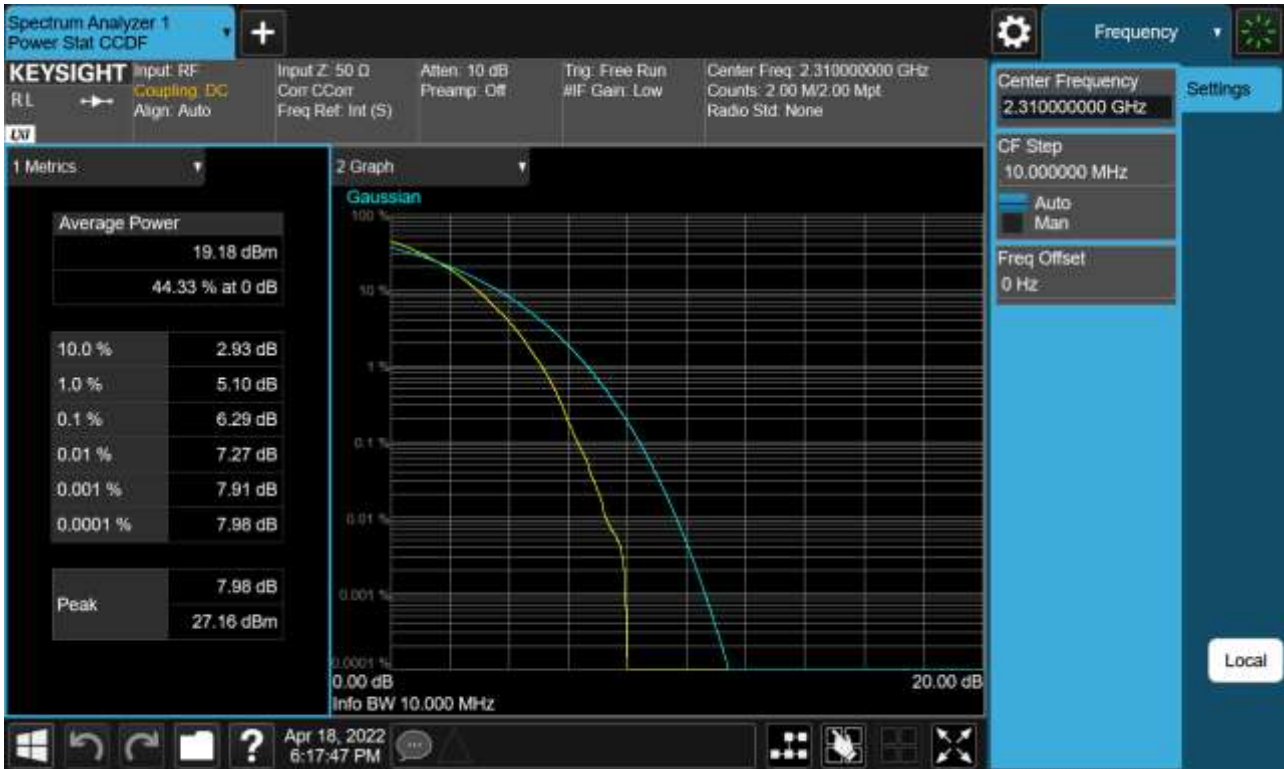 Spectrum Analyzer 1
Power Stat CCDF
+
Frequency
KEYSIGHT
RL
LXI
Input: RF
Coupling: DC
Align: Auto
Input Z: 50 Ω
Corr CCorr
Freq Ref: Int (S)
Atten: 10 dB
Preamp: Off
Trig: Free Run
#IF Gain: Low
Center Freq: 2.310000000 GHz
Counts: 2.00 M/2.00 Mpt
Radio Std: None
Center Frequency
2.310000000 GHz
Settings
CF Step
10.000000 MHz
Auto
Man
Freq Offset
0 Hz
1 Metrics
Average Power
19.18 dBm
44.33 % at 0 dB
10.0 % 2.93 dB
1.0 % 5.10 dB
0.1 % 6.29 dB
0.01 % 7.27 dB
0.001 % 7.91 dB
0.0001 % 7.98 dB
Peak
7.98 dB
27.16 dBm
2 Graph
Gaussian
100 %
10 %
1 %
0.1 %
0.01 %
0.001 %
0.0001 %
0.00 dB 20.00 dB
Info BW 10.000 MHz
Local
?
Apr 18, 2022
6:17:47 PM